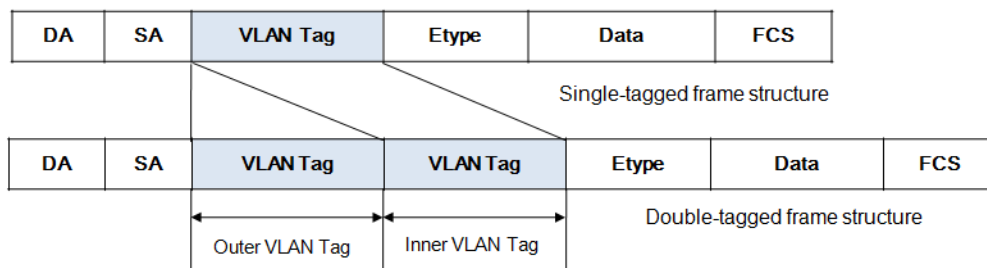 DA SA VLAN Tag Etype Data FCS
Single-tagged frame structure
DA SA VLAN Tag VLAN Tag Etype Data FCS
Double-tagged frame structure
Outer VLAN Tag Inner VLAN Tag